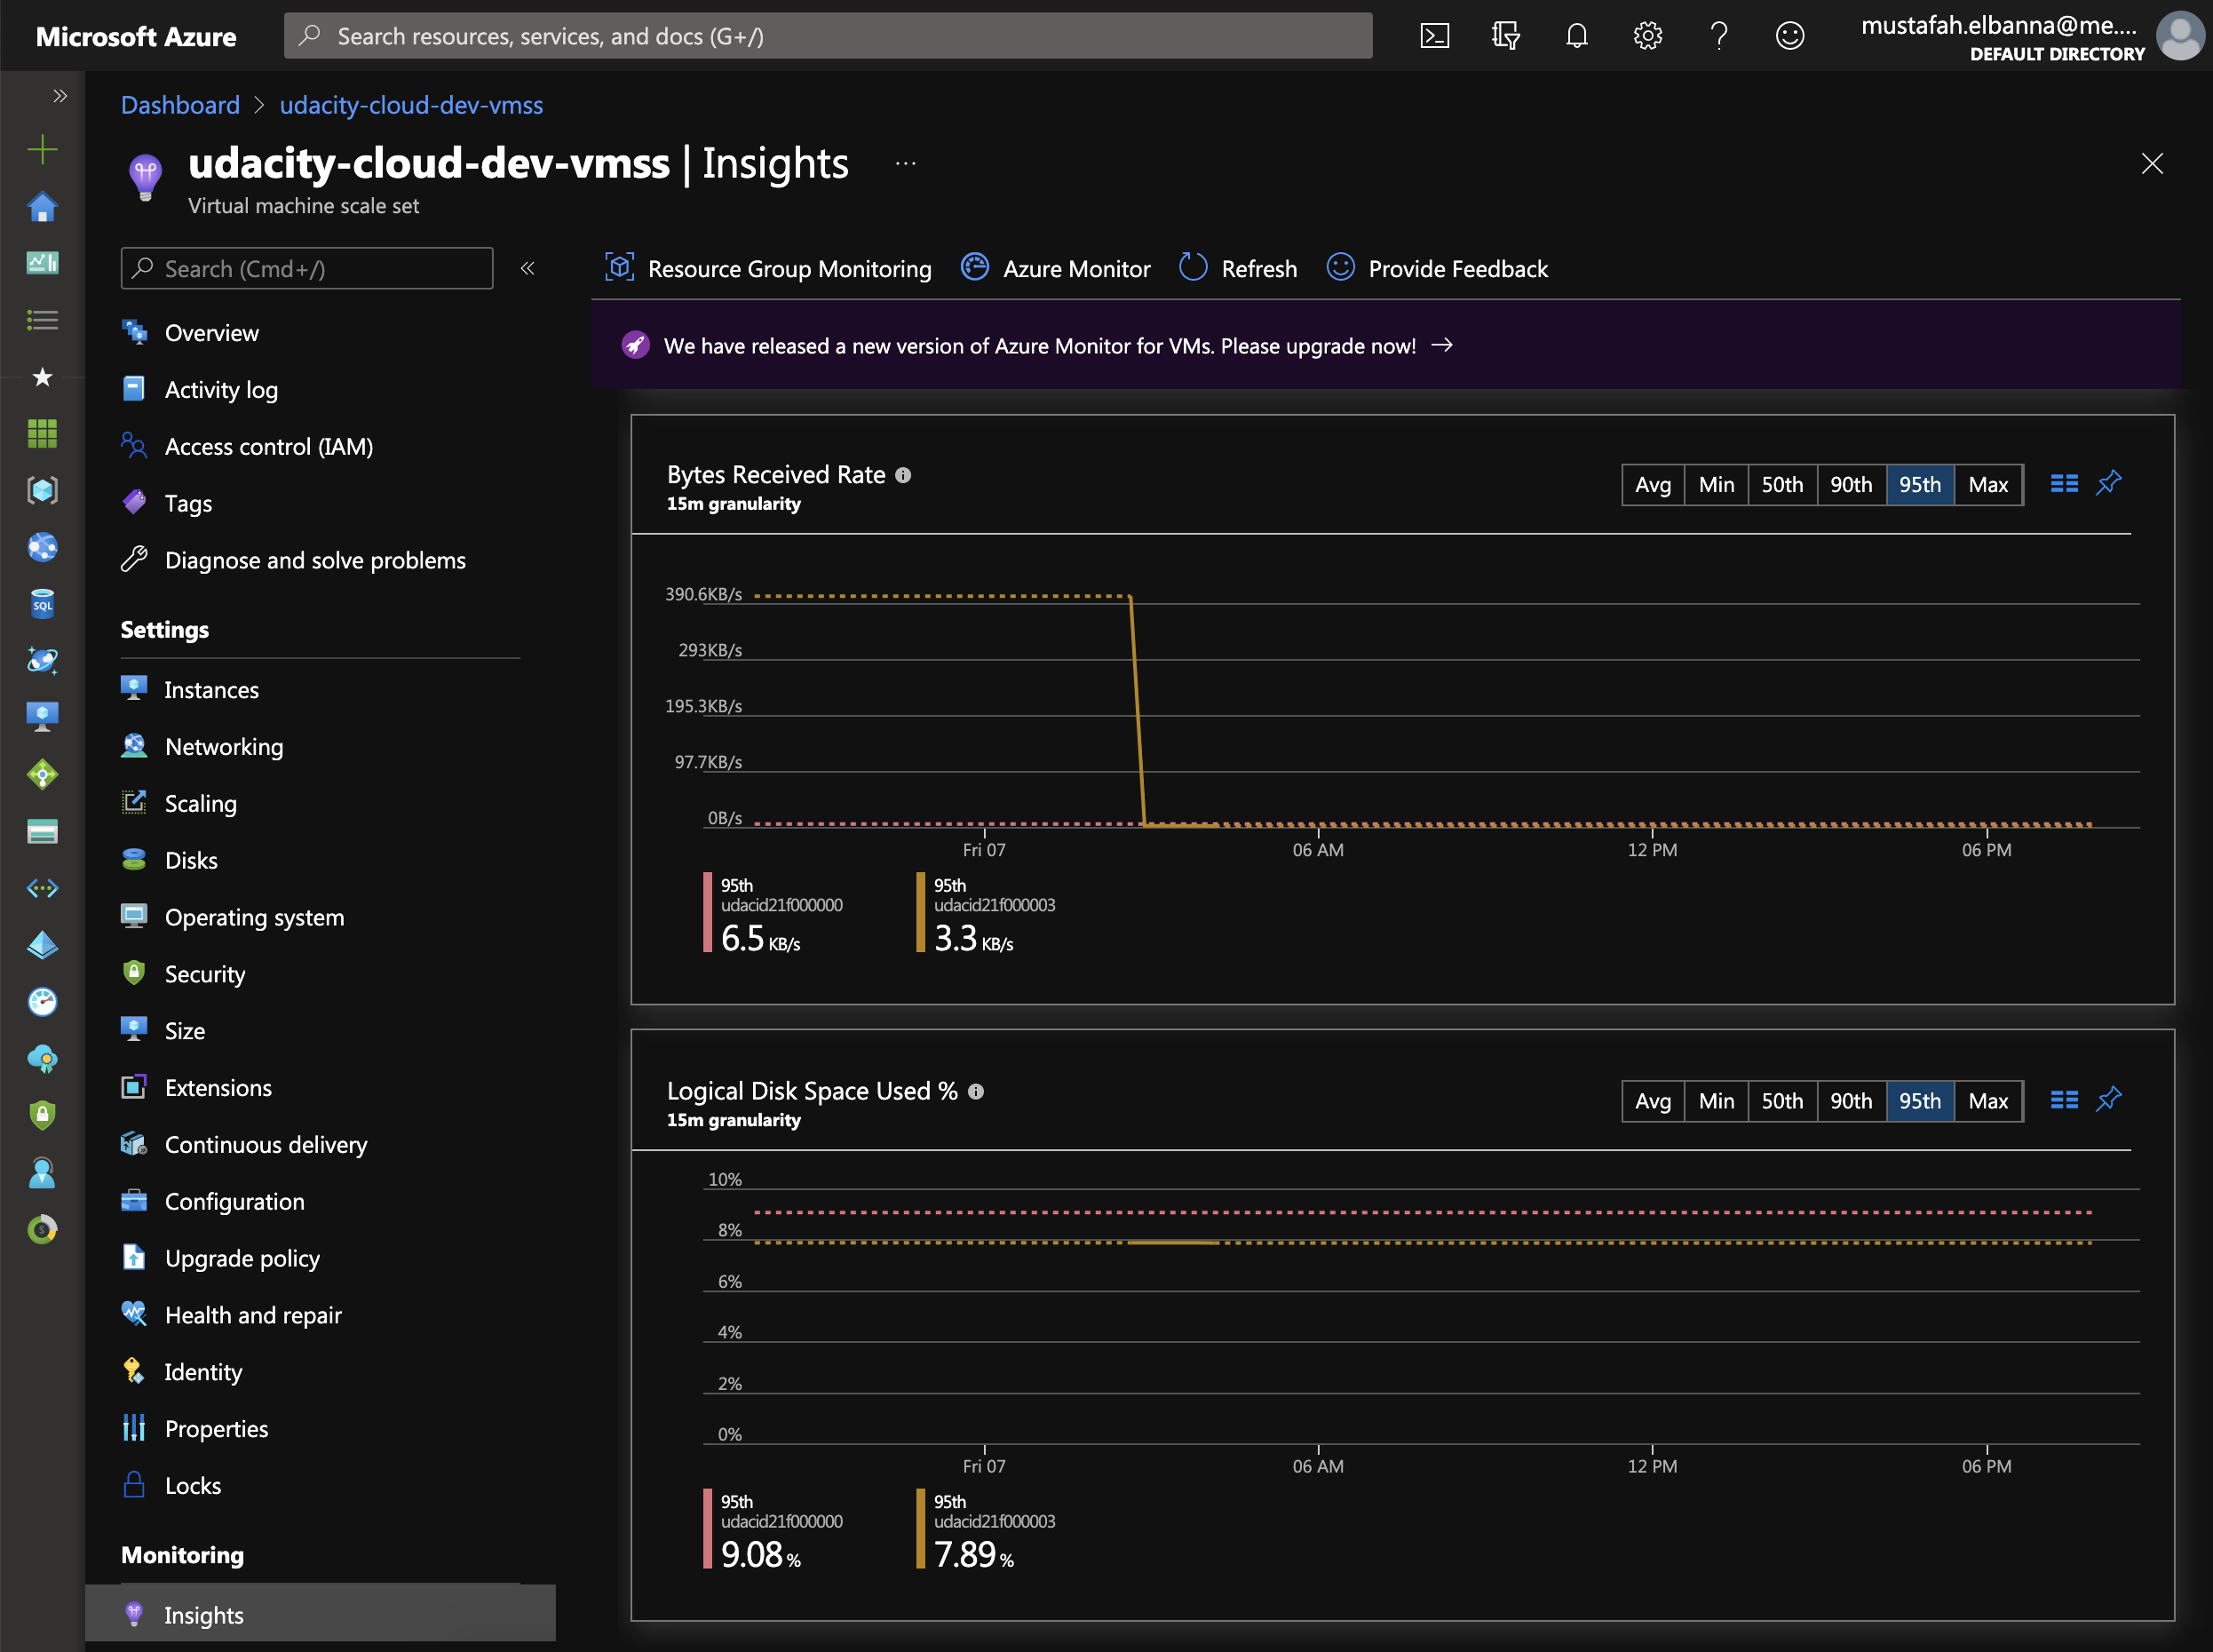 Microsoft Azure
Search resources, services, and docs (G+/)
mustafah.elbanna@me....
DEFAULT DIRECTORY
Dashboard > udacity-cloud-dev-vmss
udacity-cloud-dev-vmss | Insights ...
Virtual machine scale set
Search (Cmd+/)
Overview
Activity log
Access control (IAM)
Tags
Diagnose and solve problems
Settings
Instances
Networking
Scaling
Disks
Operating system
Security
Size
Extensions
Continuous delivery
Configuration
Upgrade policy
Health and repair
Identity
Properties
Locks
Monitoring
Insights
Resource Group Monitoring Azure Monitor Refresh Provide Feedback
We have released a new version of Azure Monitor for VMs. Please upgrade now! →
Bytes Received Rate
15m granularity
Avg Min 50th 90th 95th Max
390.6KB/s
293KB/s
195.3KB/s
97.7KB/s
0B/s
Fri 07 06 AM 12 PM 06 PM
95th
udacid21f000000
6.5 KB/s
95th
udacid21f000003
3.3 KB/s
Logical Disk Space Used %
15m granularity
Avg Min 50th 90th 95th Max
10%
8%
6%
4%
2%
0%
Fri 07 06 AM 12 PM 06 PM
95th
udacid21f000000
9.08 %
95th
udacid21f000003
7.89 %
SQL